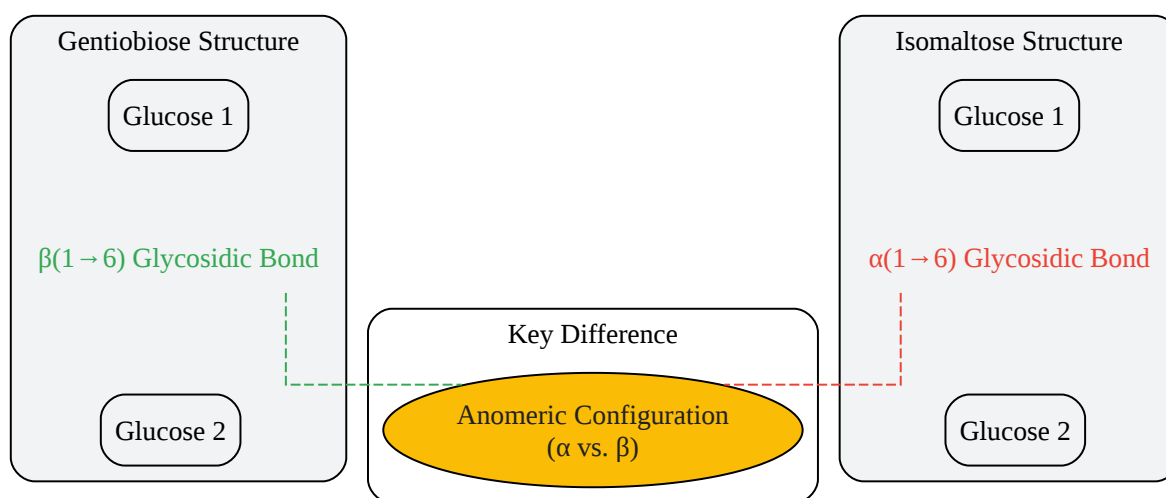 Gentiobiose Structure
Glucose 1
β(1→6) Glycosidic Bond
Glucose 2
Key Difference
Anomeric Configuration
(α vs. β)
Isomaltose Structure
Glucose 1
α(1→6) Glycosidic Bond
Glucose 2